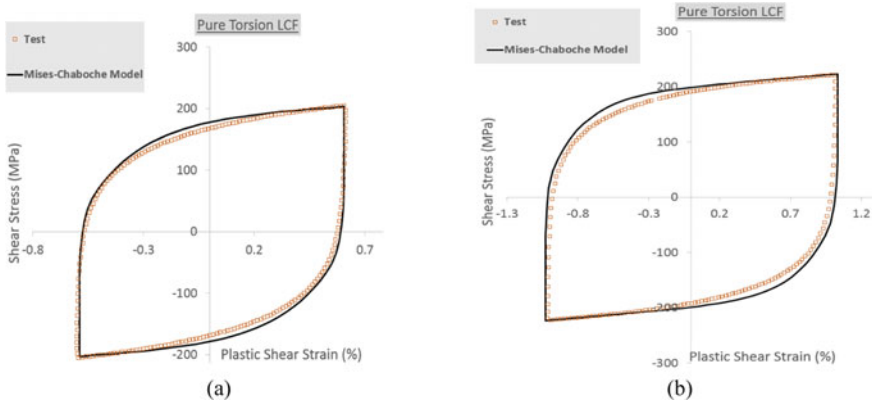 Pure Torsion LCF
Test
Mises-Chaboche Model
300
200
100
0
-100
-200
-0.8
-0.3
0.2
0.7
Shear Stress (MPa)
Plastic Shear Strain (%)
(a)
Pure Torsion LCF
Test
Mises-Chaboche Model
300
200
100
0
-100
-200
-300
-1.3
-0.8
-0.3
0.2
0.7
1.2
Shear Stress (MPa)
Plastic Shear Strain (%)
(b)